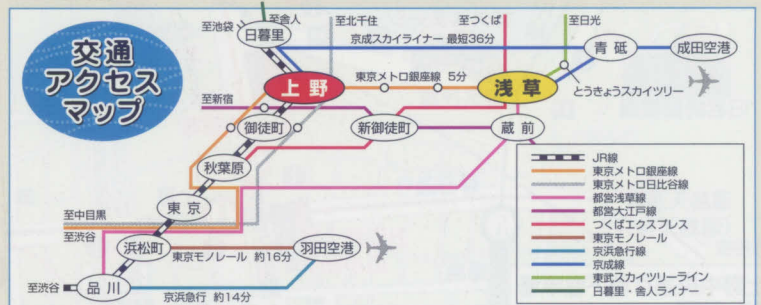 交通
アクセス
マップ
至池袋
至舎人
至北千住
至つくば
至日光
日暮里
京成スカイライナー 最短36分
青砥
成田空港
上野
東京メトロ銀座線 5分
浅草
とうきょうスカイツリー
至新宿
御徒町
新御徒町
蔵前
秋葉原
東京
至中目黒
至渋谷
浜松町
東京モノレール 約16分
羽田空港
至渋谷
品川
京浜急行 約14分
JR線
東京メトロ銀座線
東京メトロ日比谷線
都営浅草線
都営大江戸線
つくばエクスプレス
東京モノレール
京浜急行線
京成線
東武スカイツリーライン
日暮里・舎人ライナー